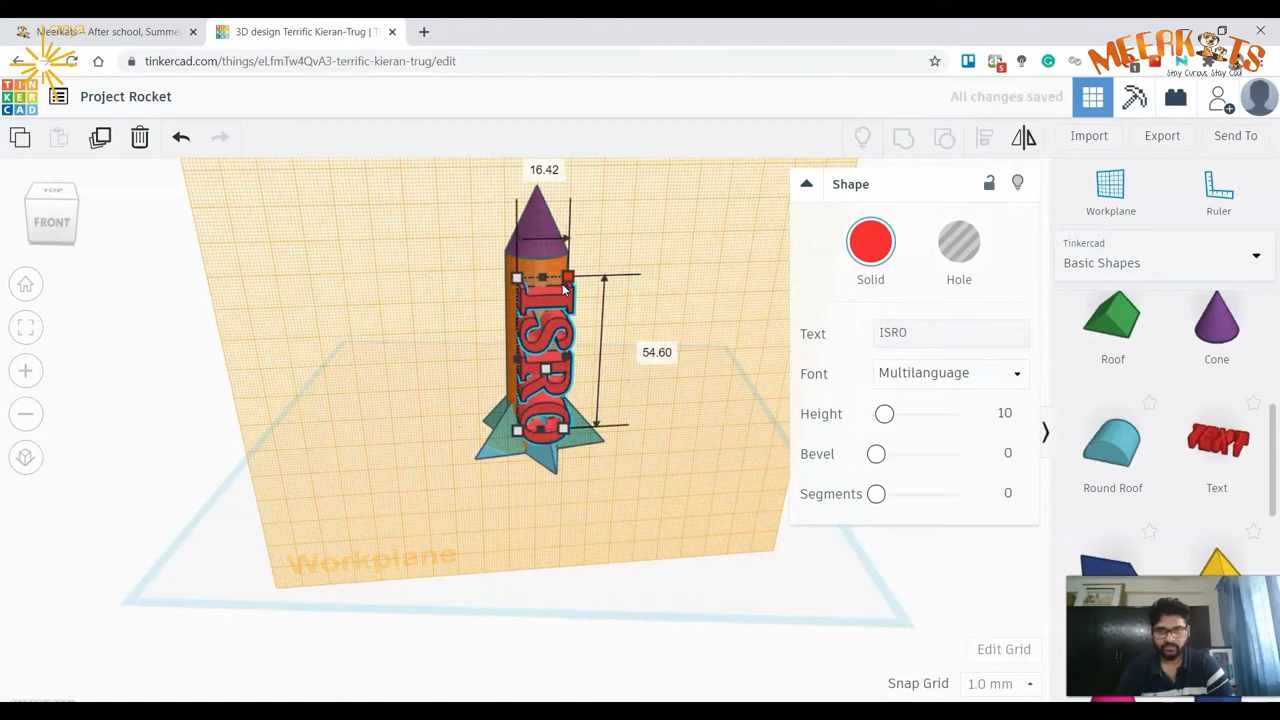 Meerkats - After school, Summe
3D design Terrific Kieran-Trug | T
tinkercad.com/things/eLfmTw4QvA3-terrific-kieran-trug/edit
MEERKATS
Stay Curious, Stay Cool
5
1
TIN
KER
CAD
Project Rocket
All changes saved
Import
Export
Send To
TOP
FRONT
16.42
54.60
ISRO
Workplane
Shape
Solid
Hole
Text
ISRO
Font
Multilanguage
Height
10
Bevel
0
Segments
0
Workplane
Ruler
Tinkercad
Basic Shapes
Roof
Cone
TEXT
Round Roof
Text
Edit Grid
Snap Grid
1.0 mm